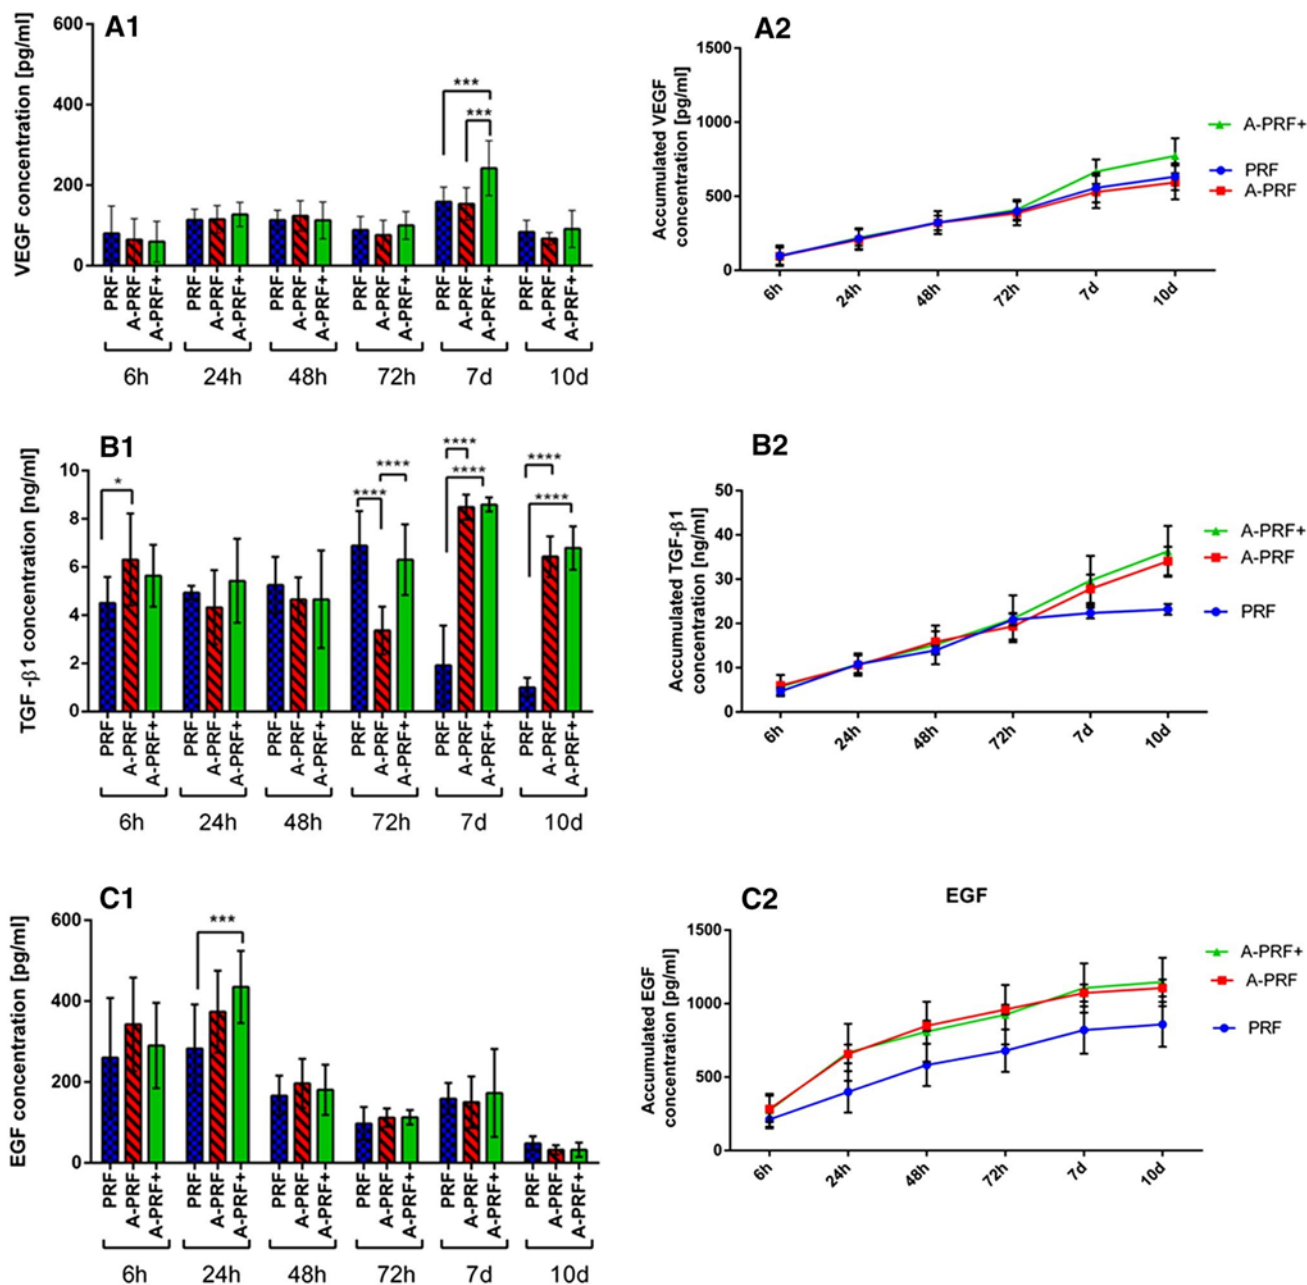 A1
VEGF concentration [pg/ml]
600
400
200
0
***
***
PRF A-PRF A-PRF+ PRF A-PRF A-PRF+ PRF A-PRF A-PRF+ PRF A-PRF A-PRF+ PRF A-PRF A-PRF+ PRF A-PRF A-PRF+
6h 24h 48h 72h 7d 10d
A2
Accumulated VEGF
concentration [pg/ml]
1500
1000
500
0
6h 24h 48h 72h 7d 10d
A-PRF+
PRF
A-PRF
B1
TGF -β1 concentration [ng/ml]
10
8
6
4
2
0
*
****
****
****
****
****
****
PRF A-PRF A-PRF+ PRF A-PRF A-PRF+ PRF A-PRF A-PRF+ PRF A-PRF A-PRF+ PRF A-PRF A-PRF+ PRF A-PRF A-PRF+
6h 24h 48h 72h 7d 10d
B2
Accumulated TGF-β1
concentration [ng/ml]
50
40
30
20
10
0
6h 24h 48h 72h 7d 10d
A-PRF+
A-PRF
PRF
C1
EGF concentration [pg/ml]
600
400
200
0
***
PRF A-PRF A-PRF+ PRF A-PRF A-PRF+ PRF A-PRF A-PRF+ PRF A-PRF A-PRF+ PRF A-PRF A-PRF+ PRF A-PRF A-PRF+
6h 24h 48h 72h 7d 10d
C2
EGF
Accumulated EGF
concentration [pg/ml]
1500
1000
500
0
6h 24h 48h 72h 7d 10d
A-PRF+
A-PRF
PRF